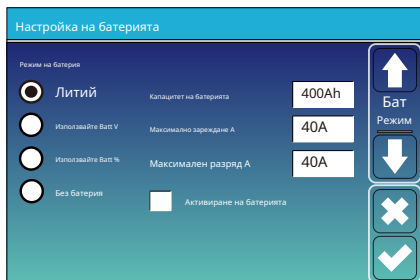 Настройка на батерията
Режим на батерия
Литий
Използвайте Batt V
Използвайте Batt %
Без батерия
Капацитет на батерията
400Ah
Максимално зареждане A
40A
Максимален разряд A
40A
Активиране на батерията
Бат
Режим